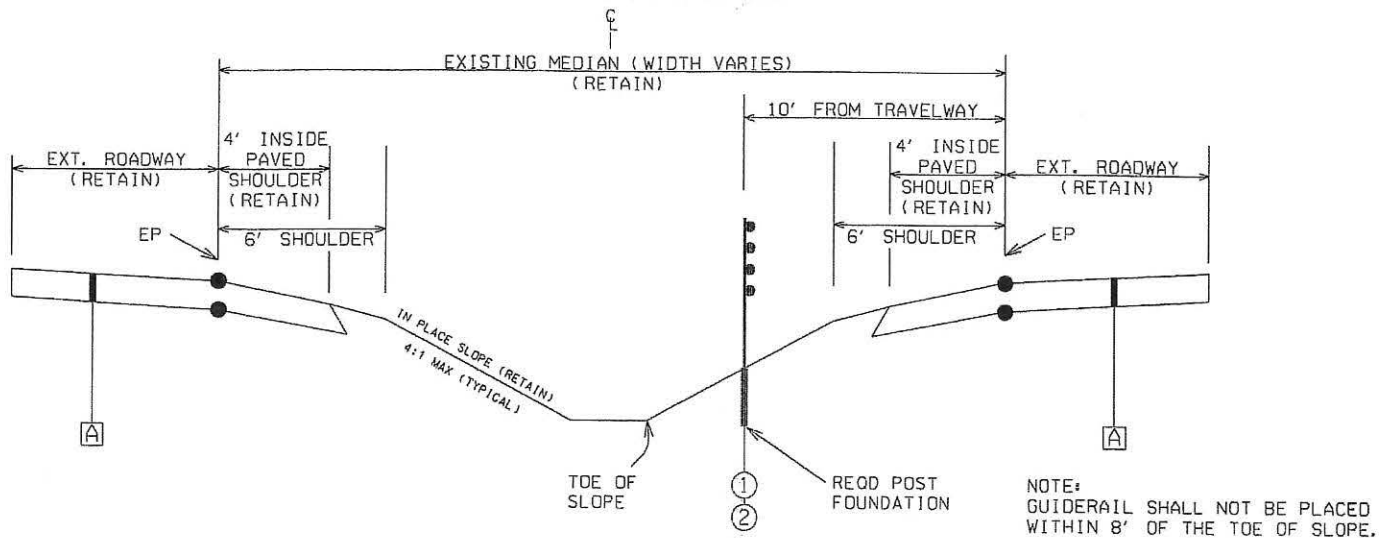 CL
EXISTING MEDIAN (WIDTH VARIES)
(RETAIN)
10' FROM TRAVELWAY
4' INSIDE
PAVED
SHOULDER
(RETAIN)
EXT. ROADWAY
(RETAIN)
4' INSIDE
PAVED
SHOULDER
(RETAIN)
EXT. ROADWAY
(RETAIN)
EP
6' SHOULDER
6' SHOULDER
EP
IN PLACE SLOPE (RETAIN)
4:1 MAX (TYPICAL)
A
A
TOE OF
SLOPE
1
2
REQD POST
FOUNDATION
NOTE:
GUIDERAIL SHALL NOT BE PLACED
WITHIN 8' OF THE TOE OF SLOPE.